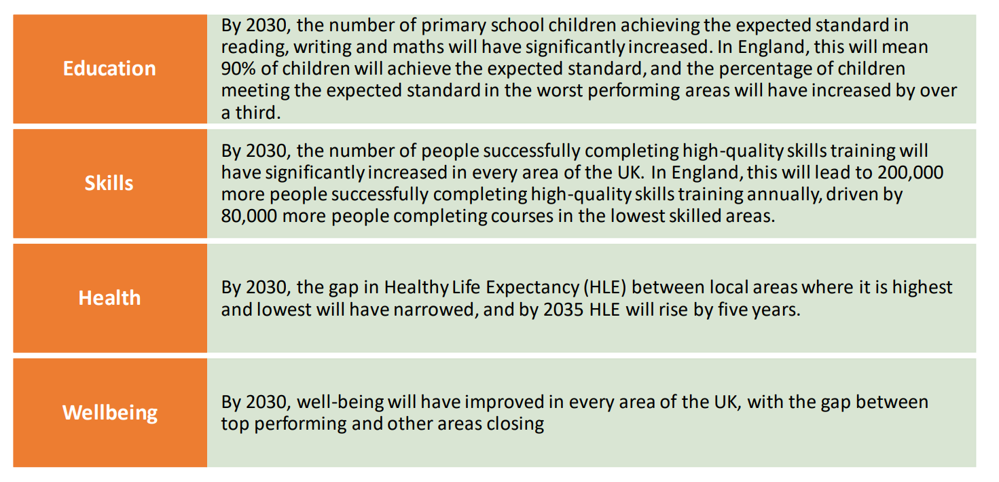 Education
By 2030, the number of primary school children achieving the expected standard in
reading, writing and maths will have significantly increased. In England, this will mean
90% of children will achieve the expected standard, and the percentage of children
meeting the expected standard in the worst performing areas will have increased by over
a third.
Skills
By 2030, the number of people successfully completing high-quality skills training will
have significantly increased in every area of the UK. In England, this will lead to 200,000
more people successfully completing high-quality skills training annually, driven by
80,000 more people completing courses in the lowest skilled areas.
Health
By 2030, the gap in Healthy Life Expectancy (HLE) between local areas where it is highest
and lowest will have narrowed, and by 2035 HLE will rise by five years.
Wellbeing
By 2030, well-being will have improved in every area of the UK, with the gap between
top performing and other areas closing